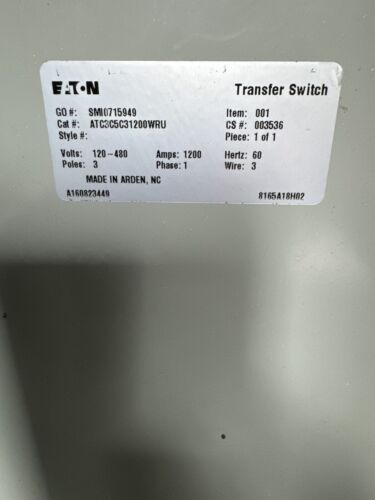 EATON Transfer Switch
GO #: SMI0715949 Item: 001
Cat #: ATC3C5C31200WRU CS #: 003536
Style #: Piece: 1 of 1
Volts: 120-480 Amps: 1200 Hertz: 60
Poles: 3 Phase: 1 Wire: 3
MADE IN ARDEN, NC
A160823449 8165A18H02